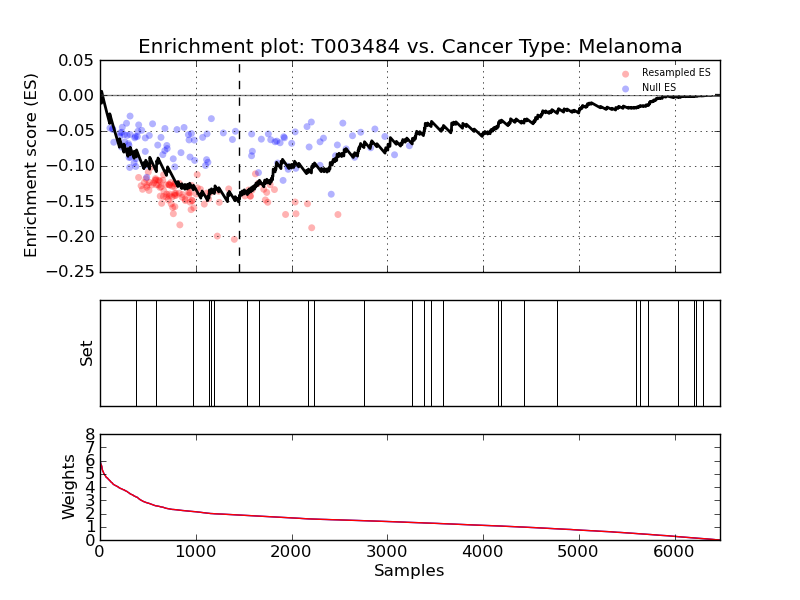 Enrichment plot: T003484 vs. Cancer Type: Melanoma
0.05
0.00
−0.05
−0.10
−0.15
−0.20
−0.25
Enrichment score (ES)
Resampled ES
Null ES
Set
8
7
6
5
4
3
2
1
0
Weights
0 1000 2000 3000 4000 5000 6000
Samples